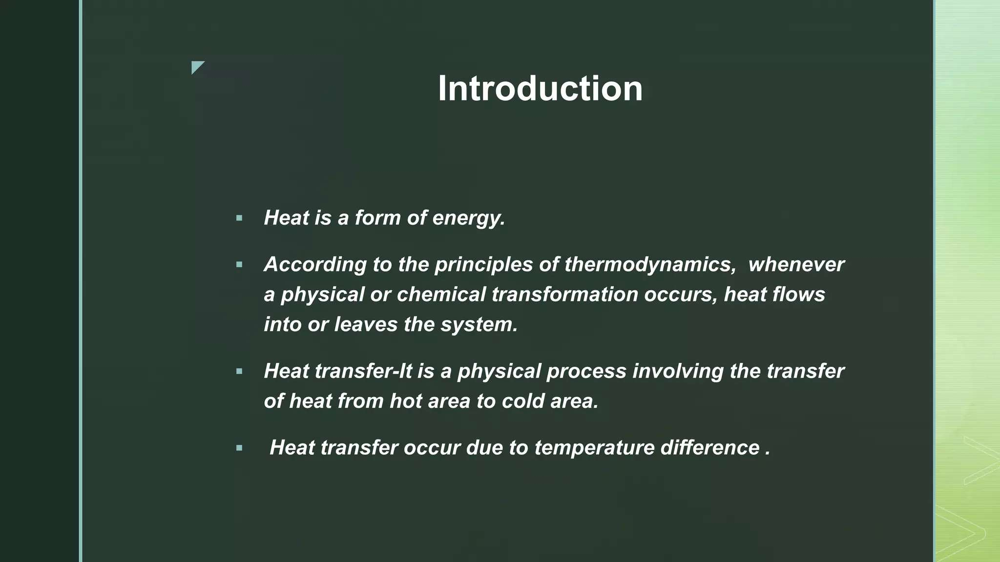 Introduction
▪ Heat is a form of energy.
▪ According to the principles of thermodynamics,  whenever
a physical or chemical transformation occurs, heat flows
into or leaves the system.
▪ Heat transfer-It is a physical process involving the transfer
of heat from hot area to cold area.
▪ Heat transfer occur due to temperature difference .